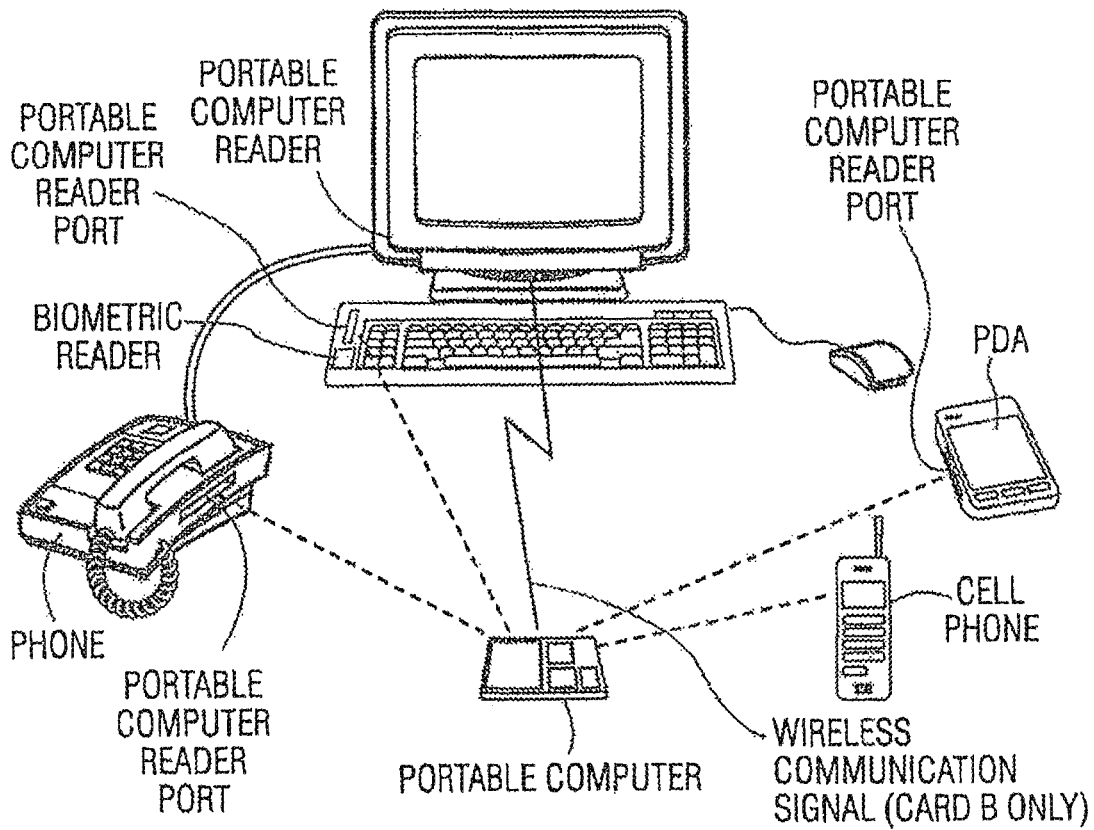 PORTABLE
COMPUTER
READER
PORTABLE
COMPUTER
READER
PORT
PORTABLE
COMPUTER
READER
PORT
BIOMETRIC
READER
PDA
CELL
PHONE
PHONE
PORTABLE
COMPUTER
READER
PORT
PORTABLE COMPUTER
WIRELESS
COMMUNICATION
SIGNAL (CARD B ONLY)